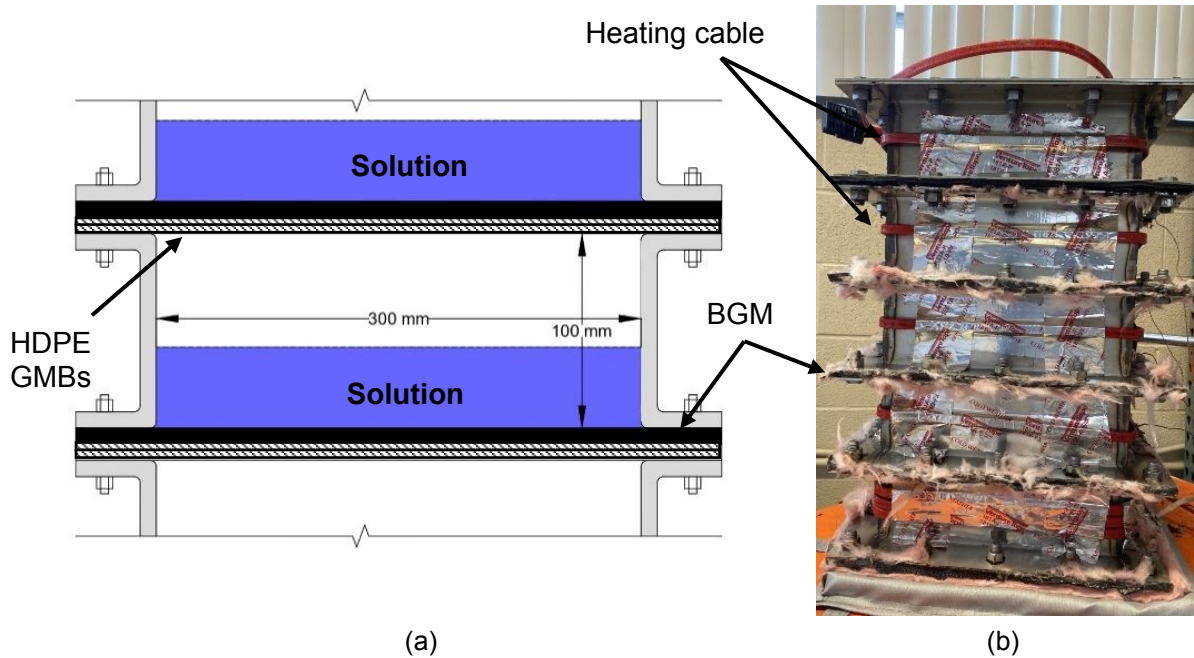 Heating cable
Solution
300 mm
100 mm
BGM
HDPE
GMBs
Solution
(a)
(b)